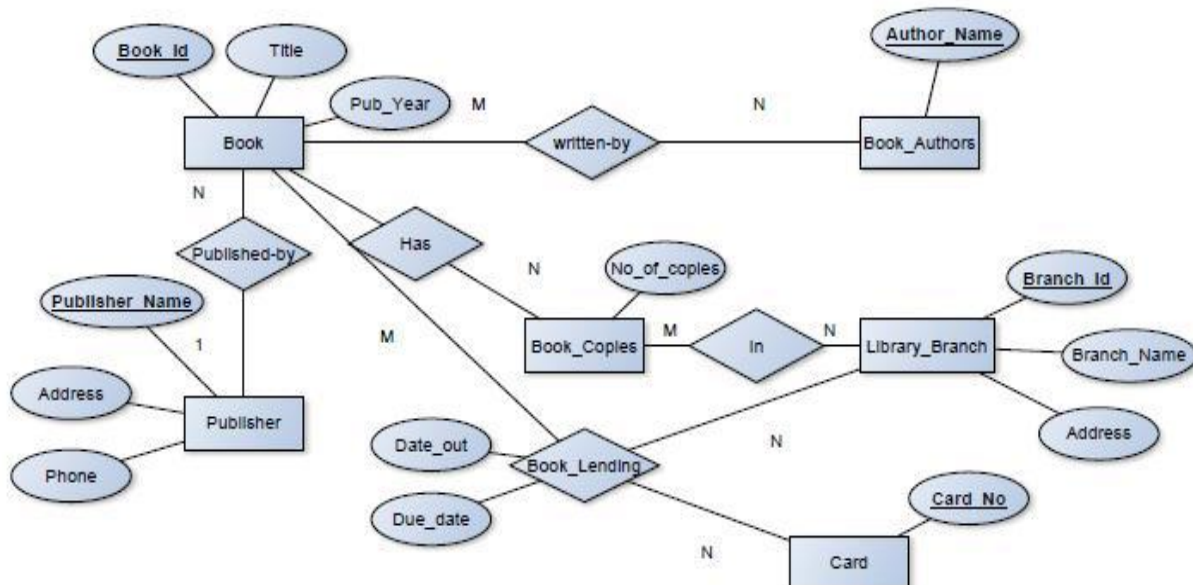 Author_Name
Book_Id
Title
Pub_Year
M
N
Book
written-by
Book_Authors
N
Has
Published-by
N
No_of_copies
Branch_Id
Publisher_Name
M
1
Book_Copies
M
In
N
Library_Branch
Branch_Name
Address
Publisher
Date_out
N
Address
Book_Lending
Phone
Due_date
Card_No
N
Card